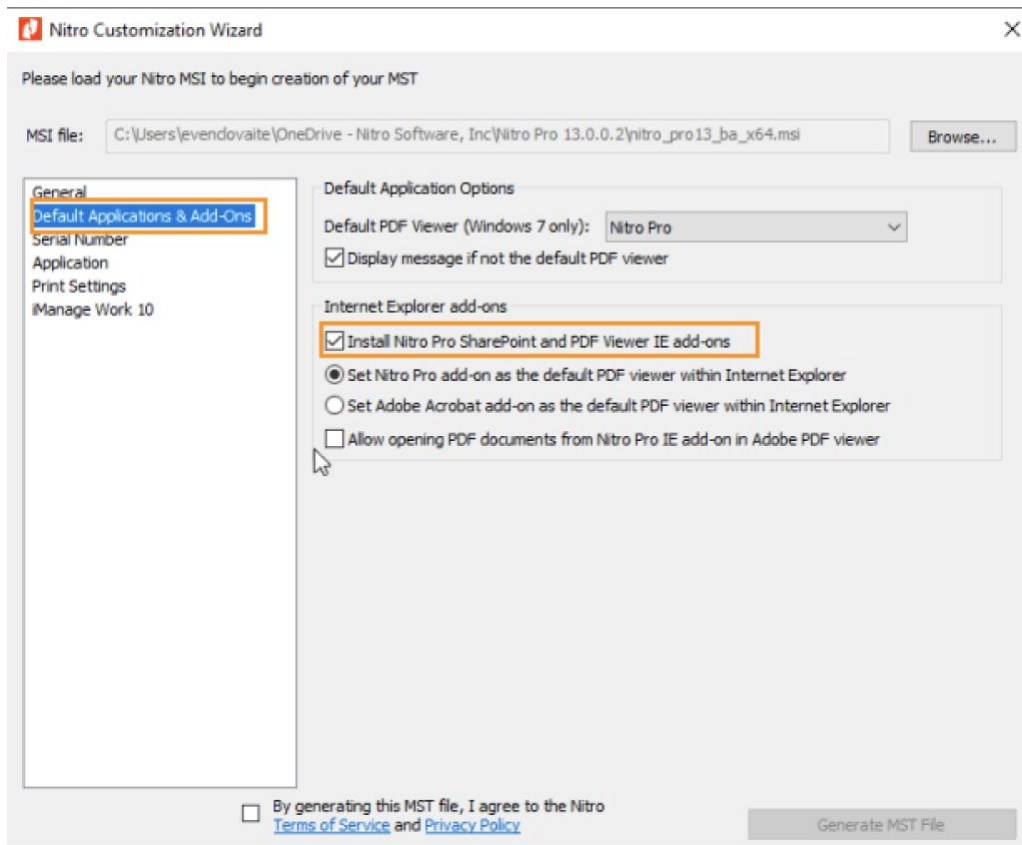 Nitro Customization Wizard
Please load your Nitro MSI to begin creation of your MST
MSI file: C:\Users\evendovaite\OneDrive - Nitro Software, Inc\Nitro Pro 13.0.0.2\nitro_pro13_ba_x64.msi Browse...
General
Default Applications & Add-Ons
Serial Number
Application
Print Settings
iManage Work 10
Default Application Options
Default PDF Viewer (Windows 7 only): Nitro Pro
Display message if not the default PDF viewer
Internet Explorer add-ons
Install Nitro Pro SharePoint and PDF Viewer IE add-ons
Set Nitro Pro add-on as the default PDF viewer within Internet Explorer
Set Adobe Acrobat add-on as the default PDF viewer within Internet Explorer
Allow opening PDF documents from Nitro Pro IE add-on in Adobe PDF viewer
By generating this MST file, I agree to the Nitro
Terms of Service and Privacy Policy
Generate MST File